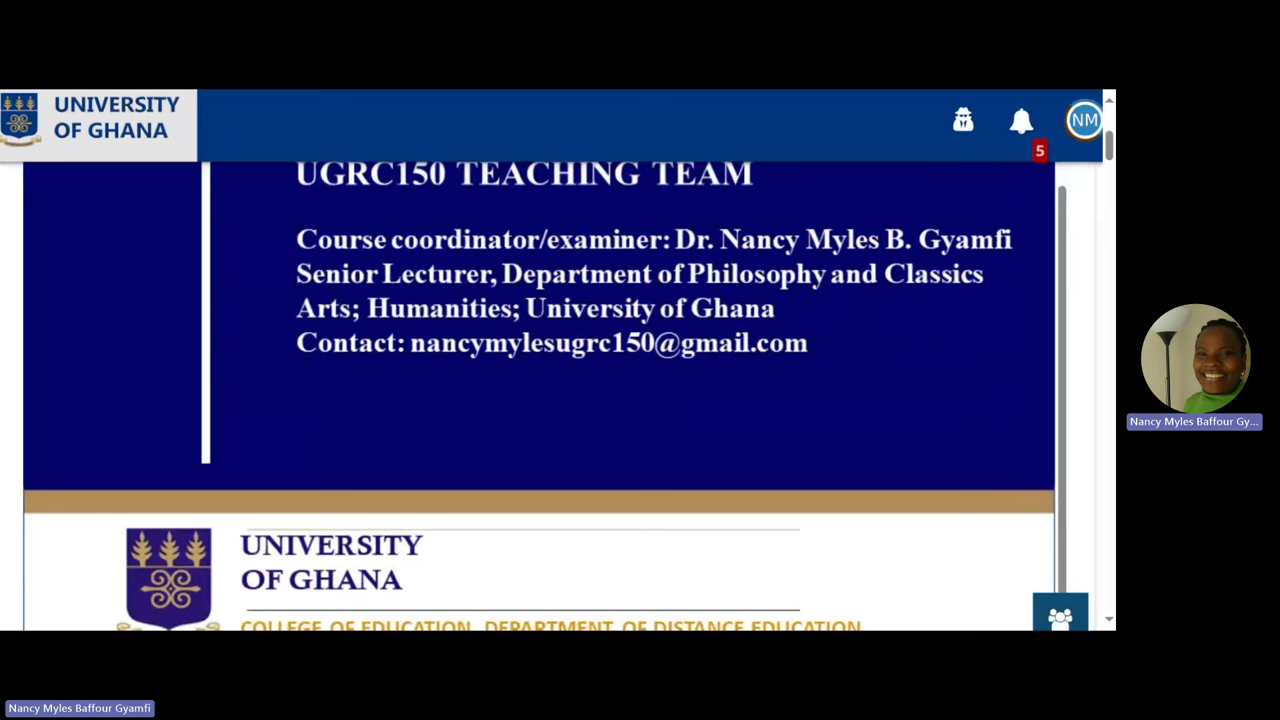 UNIVERSITY
OF GHANA
NM
5
UGRC150 TEACHING TEAM
Course coordinator/examiner: Dr. Nancy Myles B. Gyamfi
Senior Lecturer, Department of Philosophy and Classics
Arts; Humanities; University of Ghana
Contact: nancymylesugrc150@gmail.com
UNIVERSITY
OF GHANA
COLLEGE OF EDUCATION, DEPARTMENT OF DISTANCE EDUCATION
Nancy Myles Baffour Gy...
Nancy Myles Baffour Gyamfi